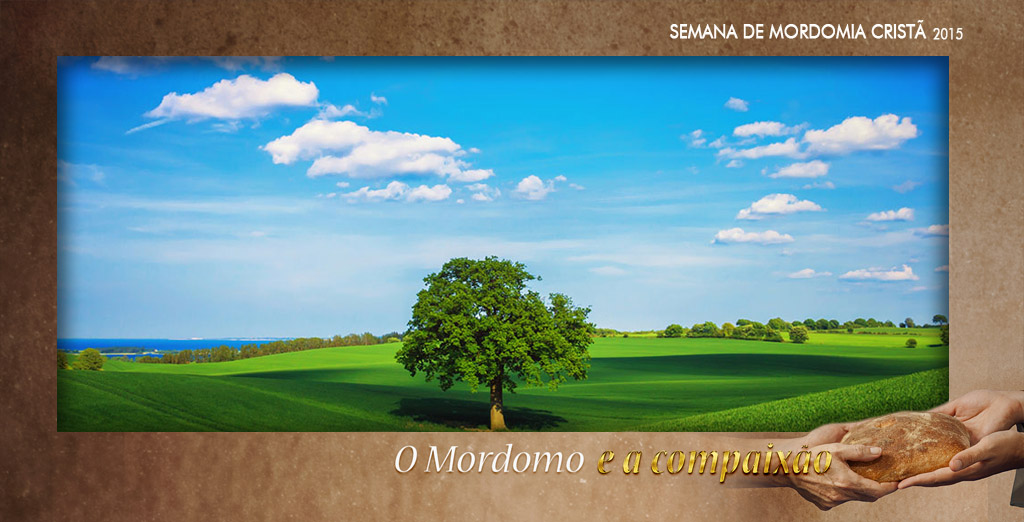 SEMANA DE MORDOMIA CRISTÃ 2015
O Mordomo e a compaixão